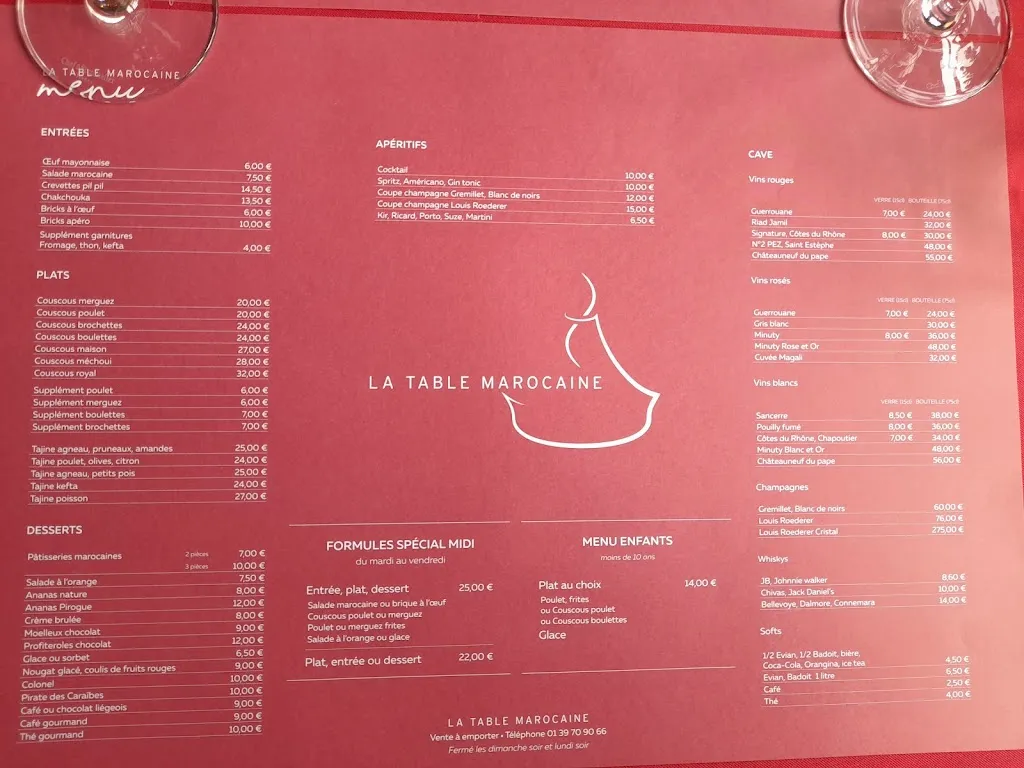 LA TABLE MAROCAINE
menu
ENTRÉES
Œuf mayonnaise 6,00 €
Salade marocaine 7,50 €
Crevettes pil pil 14,50 €
Chakchouka 13,50 €
Bricks à l'œuf 6,00 €
Bricks apéro 10,00 €
Supplément garnitures
Fromage, thon, kefta 4,00 €
PLATS
Couscous merguez 20,00 €
Couscous poulet 20,00 €
Couscous brochettes 24,00 €
Couscous boulettes 24,00 €
Couscous maison 27,00 €
Couscous méchoui 28,00 €
Couscous royal 32,00 €
Supplément poulet 6,00 €
Supplément merguez 6,00 €
Supplément boulettes 7,00 €
Supplément brochettes 7,00 €
Tajine agneau, pruneaux, amandes 25,00 €
Tajine poulet, olives, citron 24,00 €
Tajine agneau, petits pois 25,00 €
Tajine kefta 24,00 €
Tajine poisson 27,00 €
DESSERTS
Pâtisseries marocaines 2 pièces 7,00 €
3 pièces 10,00 €
Salade à l'orange 7,50 €
Ananas nature 8,00 €
Ananas Pirogue 12,00 €
Crème brulée 8,00 €
Moelleux chocolat 9,00 €
Profiteroles chocolat 12,00 €
Glace ou sorbet 6,50 €
Nougat glacé, coulis de fruits rouges 9,00 €
Colonel 10,00 €
Pirate des Caraïbes 10,00 €
Café ou chocolat liégeois 9,00 €
Café gourmand 9,00 €
Thé gourmand 10,00 €
APÉRITIFS
Cocktail 10,00 €
Spritz, Américano, Gin tonic 10,00 €
Coupe champagne Gremillet, Blanc de noirs 12,00 €
Coupe champagne Louis Roederer 15,00 €
Kir, Ricard, Porto, Suze, Martini 6,50 €
LA TABLE MAROCAINE
FORMULES SPÉCIAL MIDI
du mardi au vendredi
Entrée, plat, dessert 25,00 €
Salade marocaine ou brique à l'œuf
Couscous poulet ou merguez
Poulet ou merguez frites
Salade à l'orange ou glace
Plat, entrée ou dessert 22,00 €
MENU ENFANTS
moins de 10 ans
Plat au choix 14,00 €
Poulet, frites
ou Couscous poulet
ou Couscous boulettes
Glace
LA TABLE MAROCAINE
Vente à emporter • Téléphone 01 39 70 90 66
Fermé les dimanche soir et lundi soir
CAVE
Vins rouges
VERRE (15cl) BOUTEILLE (75cl)
Guerrouane 7,00 € 24,00 €
Riad Jamil 32,00 €
Signature, Côtes du Rhône 8,00 € 30,00 €
N°2 PEZ, Saint Estèphe 48,00 €
Châteauneuf du pape 55,00 €
Vins rosés
VERRE (15cl) BOUTEILLE (75cl)
Guerrouane 7,00 € 24,00 €
Gris blanc 30,00 €
Minuty 8,00 € 36,00 €
Minuty Rose et Or 48,00 €
Cuvée Magali 32,00 €
Vins blancs
VERRE (15cl) BOUTEILLE (75cl)
Sancerre 8,50 € 38,00 €
Pouilly fumé 8,00 € 36,00 €
Côtes du Rhône, Chapoutier 7,00 € 34,00 €
Minuty Blanc et Or 48,00 €
Châteauneuf du pape 56,00 €
Champagnes
Gremillet, Blanc de noirs 60,00 €
Louis Roederer 76,00 €
Louis Roederer Cristal 275,00 €
Whiskys
JB, Johnnie walker 8,60 €
Chivas, Jack Daniel's 10,00 €
Bellevoye, Dalmore, Connemara 14,00 €
Softs
1/2 Evian, 1/2 Badoit, bière,
Coca-Cola, Orangina, ice tea 4,50 €
Evian, Badoit 1 litre 6,50 €
Café 2,50 €
Thé 4,00 €